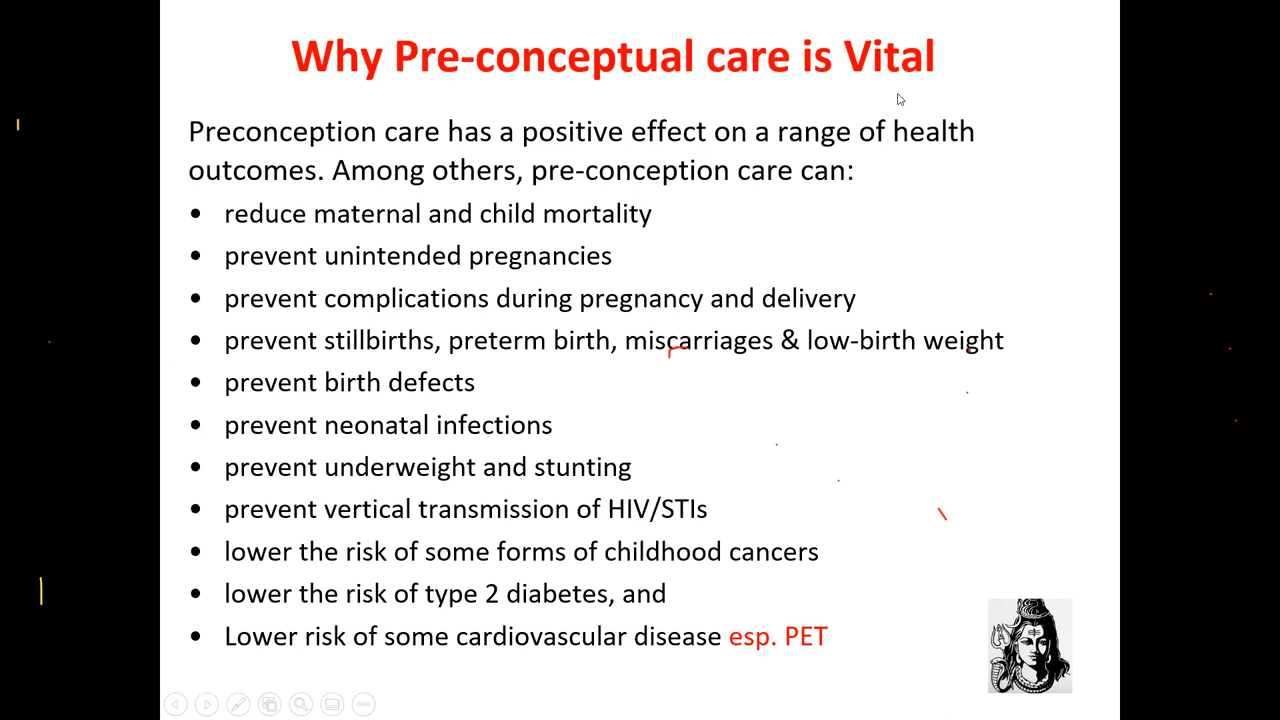 Why Pre-conceptual care is Vital
Preconception care has a positive effect on a range of health
outcomes. Among others, pre-conception care can:
• reduce maternal and child mortality
• prevent unintended pregnancies
• prevent complications during pregnancy and delivery
• prevent stillbirths, preterm birth, miscarriages & low-birth weight
• prevent birth defects
• prevent neonatal infections
• prevent underweight and stunting
• prevent vertical transmission of HIV/STIs
• lower the risk of some forms of childhood cancers
• lower the risk of type 2 diabetes, and
• Lower risk of some cardiovascular disease esp. PET